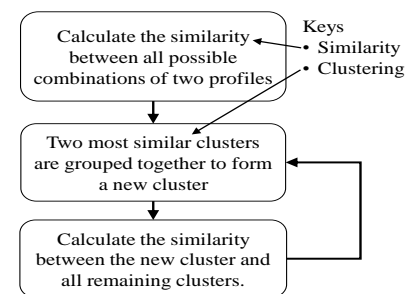 Calculate the similarity
between all possible
combinations of two profiles
Keys
• Similarity
• Clustering
Two most similar clusters
are grouped together to form
a new cluster
Calculate the similarity
between the new cluster and
all remaining clusters.